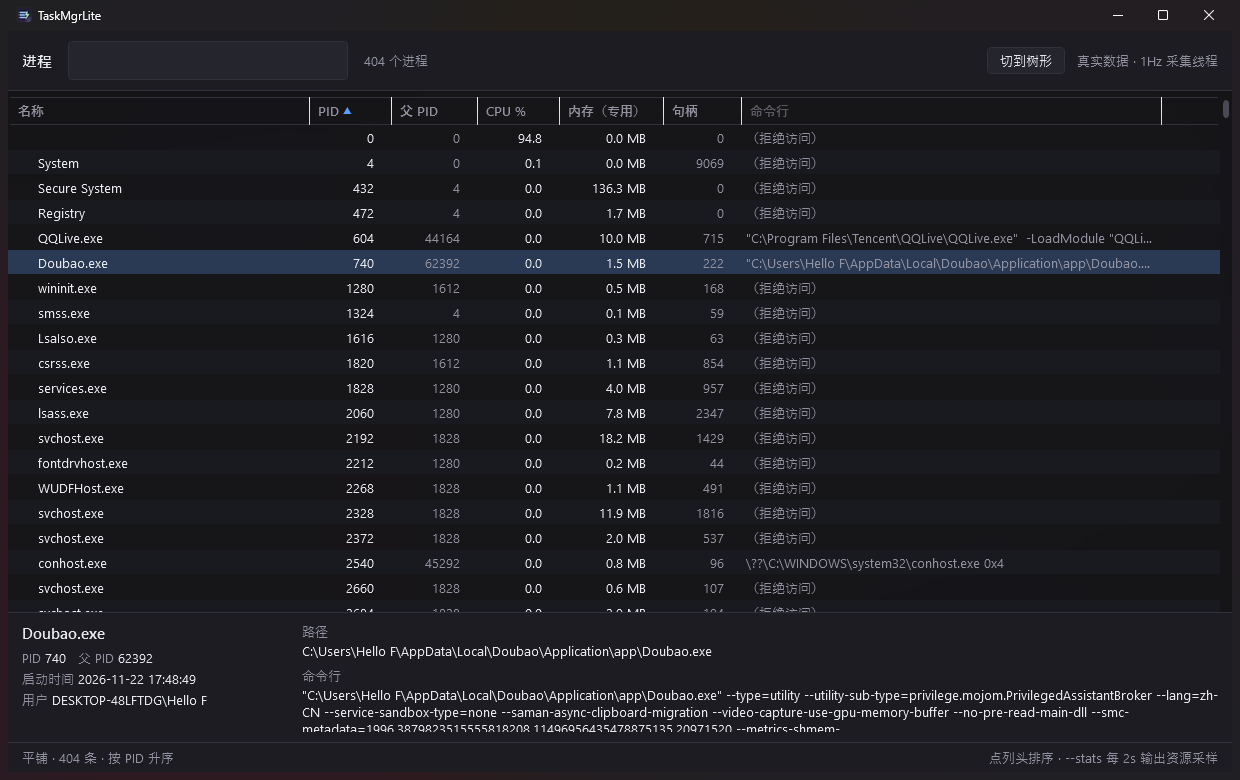 TaskMgrLite
进程 404 个进程 切到树形 真实数据 · 1Hz 采集线程
名称 PID 父 PID CPU % 内存（专用） 句柄 命令行
0 0 94.8 0.0 MB 0 （拒绝访问）
System 4 0 0.1 0.0 MB 9069 （拒绝访问）
Secure System 432 4 0.0 136.3 MB 0 （拒绝访问）
Registry 472 4 0.0 1.7 MB 0 （拒绝访问）
QQLive.exe 604 44164 0.0 10.0 MB 715 "C:\Program Files\Tencent\QQLive\QQLive.exe" -LoadModule "QQLi...
Doubao.exe 740 62392 0.0 1.5 MB 222 "C:\Users\Hello F\AppData\Local\Doubao\Application\app\Doubao....
wininit.exe 1280 1612 0.0 0.5 MB 168 （拒绝访问）
smss.exe 1324 4 0.0 0.1 MB 59 （拒绝访问）
LsaIso.exe 1616 1280 0.0 0.3 MB 63 （拒绝访问）
csrss.exe 1820 1612 0.0 1.1 MB 854 （拒绝访问）
services.exe 1828 1280 0.0 4.0 MB 957 （拒绝访问）
lsass.exe 2060 1280 0.0 7.8 MB 2347 （拒绝访问）
svchost.exe 2192 1828 0.0 18.2 MB 1429 （拒绝访问）
fontdrvhost.exe 2212 1280 0.0 0.2 MB 44 （拒绝访问）
WUDFHost.exe 2268 1828 0.0 1.1 MB 491 （拒绝访问）
svchost.exe 2328 1828 0.0 11.9 MB 1816 （拒绝访问）
svchost.exe 2372 1828 0.0 2.0 MB 537 （拒绝访问）
conhost.exe 2540 45292 0.0 0.8 MB 96 \??\C:\WINDOWS\system32\conhost.exe 0x4
svchost.exe 2660 1828 0.0 0.6 MB 107 （拒绝访问）
Doubao.exe
PID 740 父 PID 62392
启动时间 2026-11-22 17:48:49
用户 DESKTOP-48LFTDG\Hello F
路径
C:\Users\Hello F\AppData\Local\Doubao\Application\app\Doubao.exe
命令行
"C:\Users\Hello F\AppData\Local\Doubao\Application\app\Doubao.exe" --type=utility --utility-sub-type=privilege.mojom.PrivilegedAssistantBroker --lang=zh-
CN --service-sandbox-type=none --saman-async-clipboard-migration --video-capture-use-gpu-memory-buffer --no-pre-read-main-dll --smc-
平铺 · 404 条 · 按 PID 升序 点列头排序 · --stats 每 2s 输出资源采样